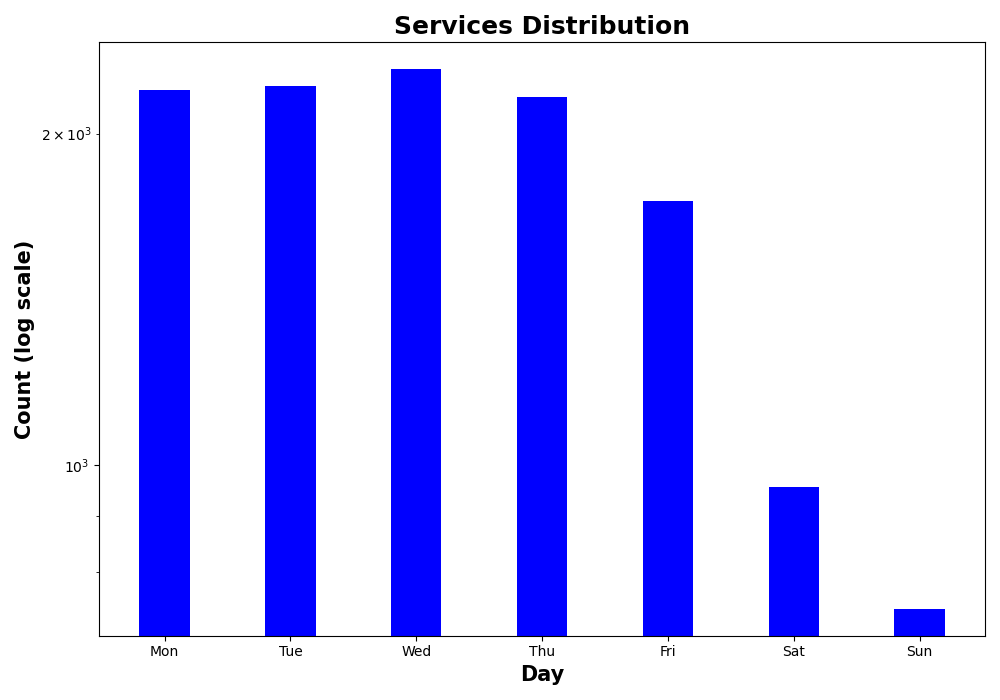 Services Distribution
Count (log scale)
2 × 10³
10³
Mon Tue Wed Thu Fri Sat Sun
Day